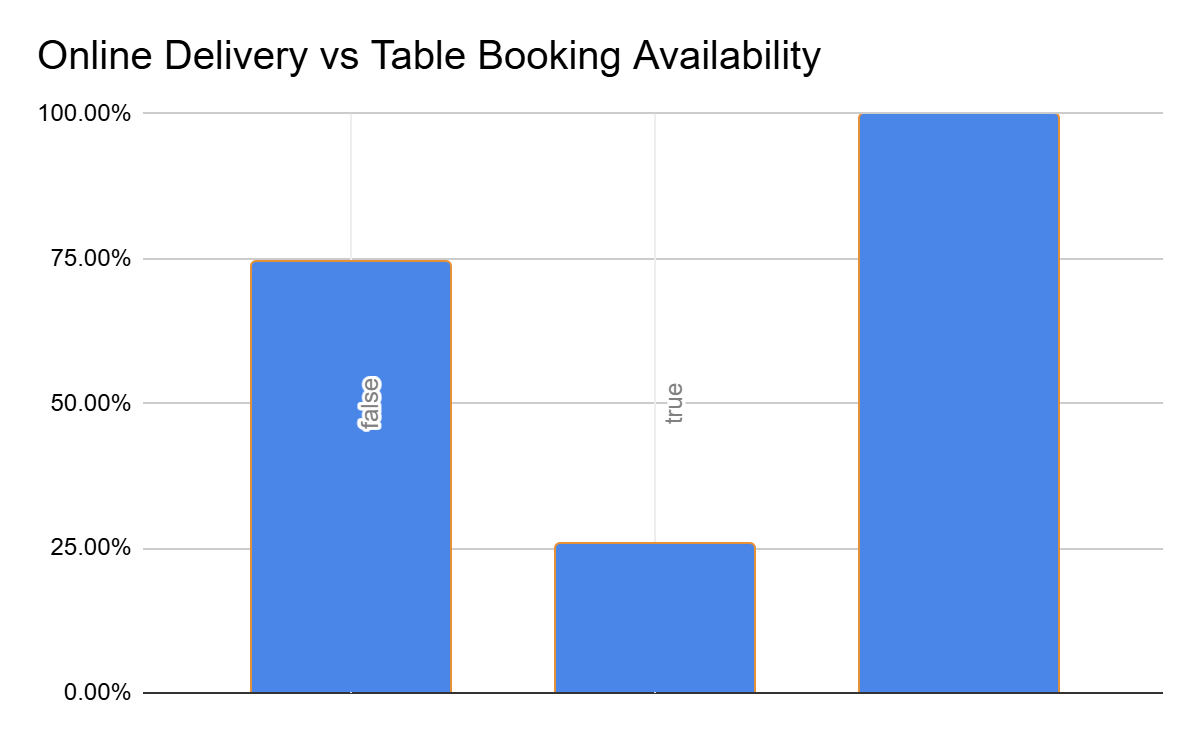 Online Delivery vs Table Booking Availability
100.00%
75.00%
50.00%
25.00%
0.00%
false
true